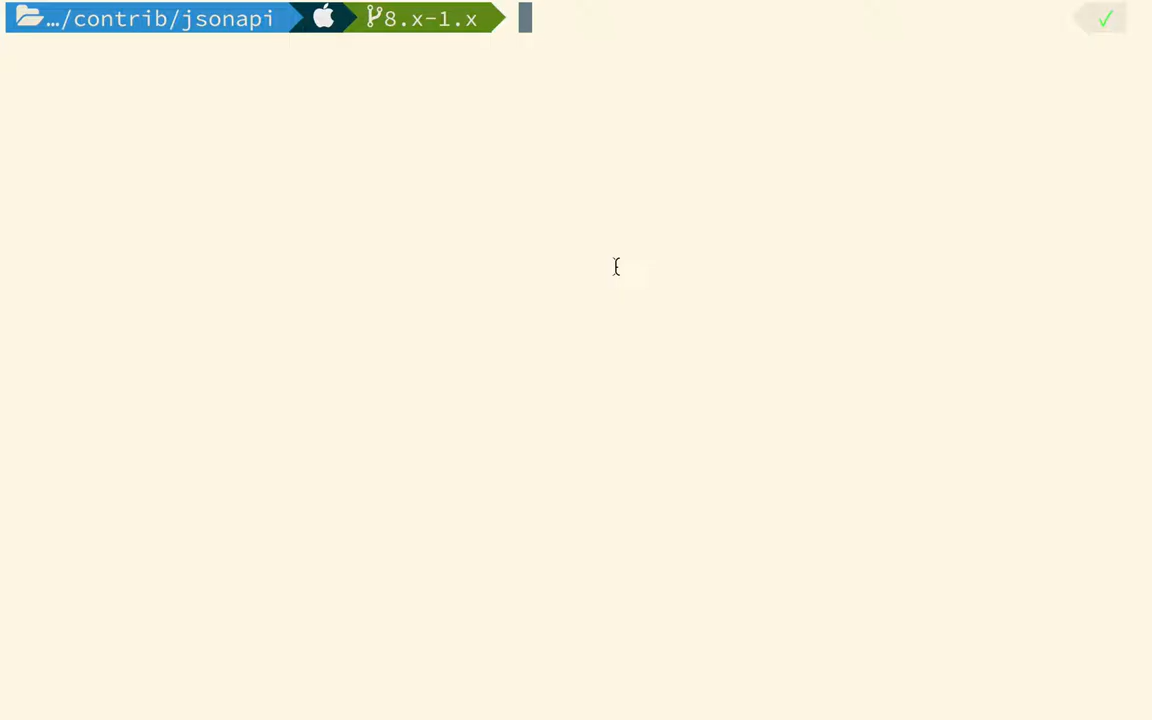 …/contrib/jsonapi 8.x-1.x ✓